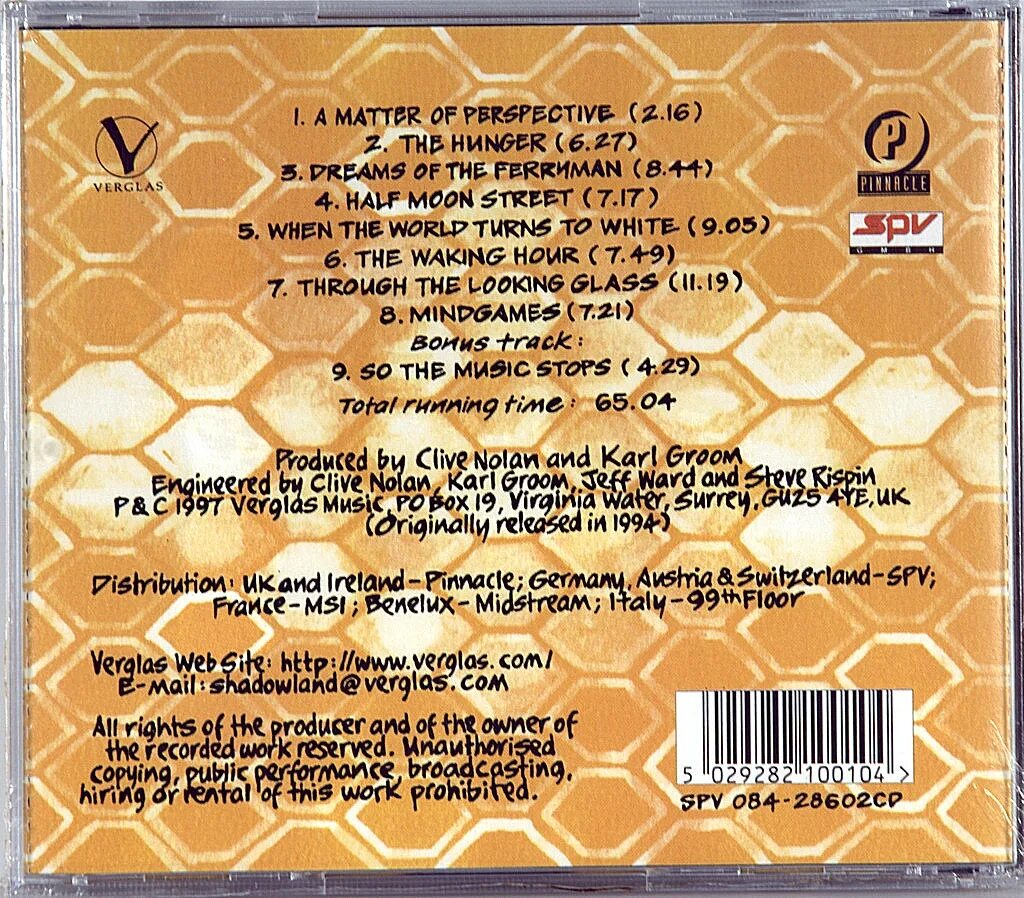 1. A MATTER OF PERSPECTIVE (2.16)
2. THE HUNGER (6.27)
3. DREAMS OF THE FERRYMAN (8.44)
4. HALF MOON STREET (7.17)
5. WHEN THE WORLD TURNS TO WHITE (9.05)
6. THE WAKING HOUR (7.49)
7. THROUGH THE LOOKING GLASS (11.19)
8. MINDGAMES (7.21)
Bonus track:
9. SO THE MUSIC STOPS (4.29)
Total running time: 65.04
V
VERGLAS
P
PINNACLE
SPV
GMBH
Produced by Clive Nolan and Karl Groom
Engineered by Clive Nolan, Karl Groom, Jeff Ward and Steve Rispin
P & C 1997 Verglas Music, PO Box 19, Virginia Water, Surrey, GU25 4YE, UK
(Originally released in 1994)
Distribution: UK and Ireland - Pinnacle; Germany, Austria & Switzerland - SPV;
France - MSI; Benelux - Midstream; Italy - 99th Floor
Verglas Web Site: http://www.verglas.com/
E-mail: shadowland@verglas.com
All rights of the producer and of the owner of
the recorded work reserved. Unauthorised
copying, public performance, broadcasting,
hiring or rental of this work prohibited.
5 029282 100104 >
SPV 084-28602CD